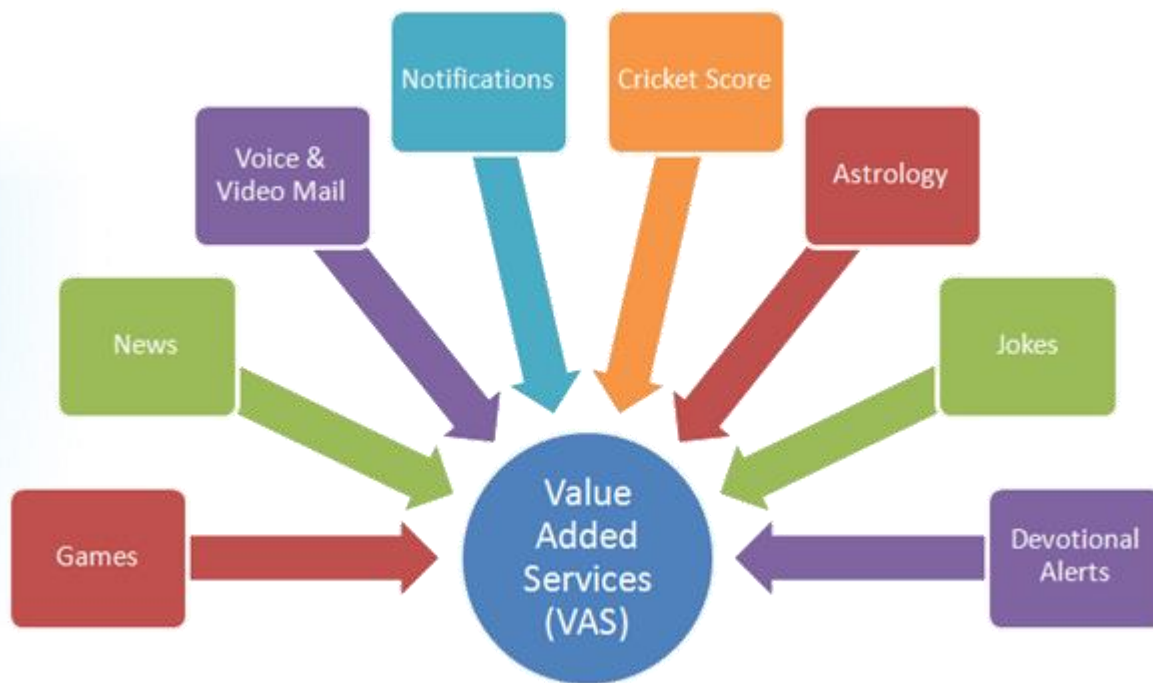 Notifications
Cricket Score
Voice &
Video Mail
Astrology
News
Jokes
Games
Value
Added
Services
(VAS)
Devotional
Alerts